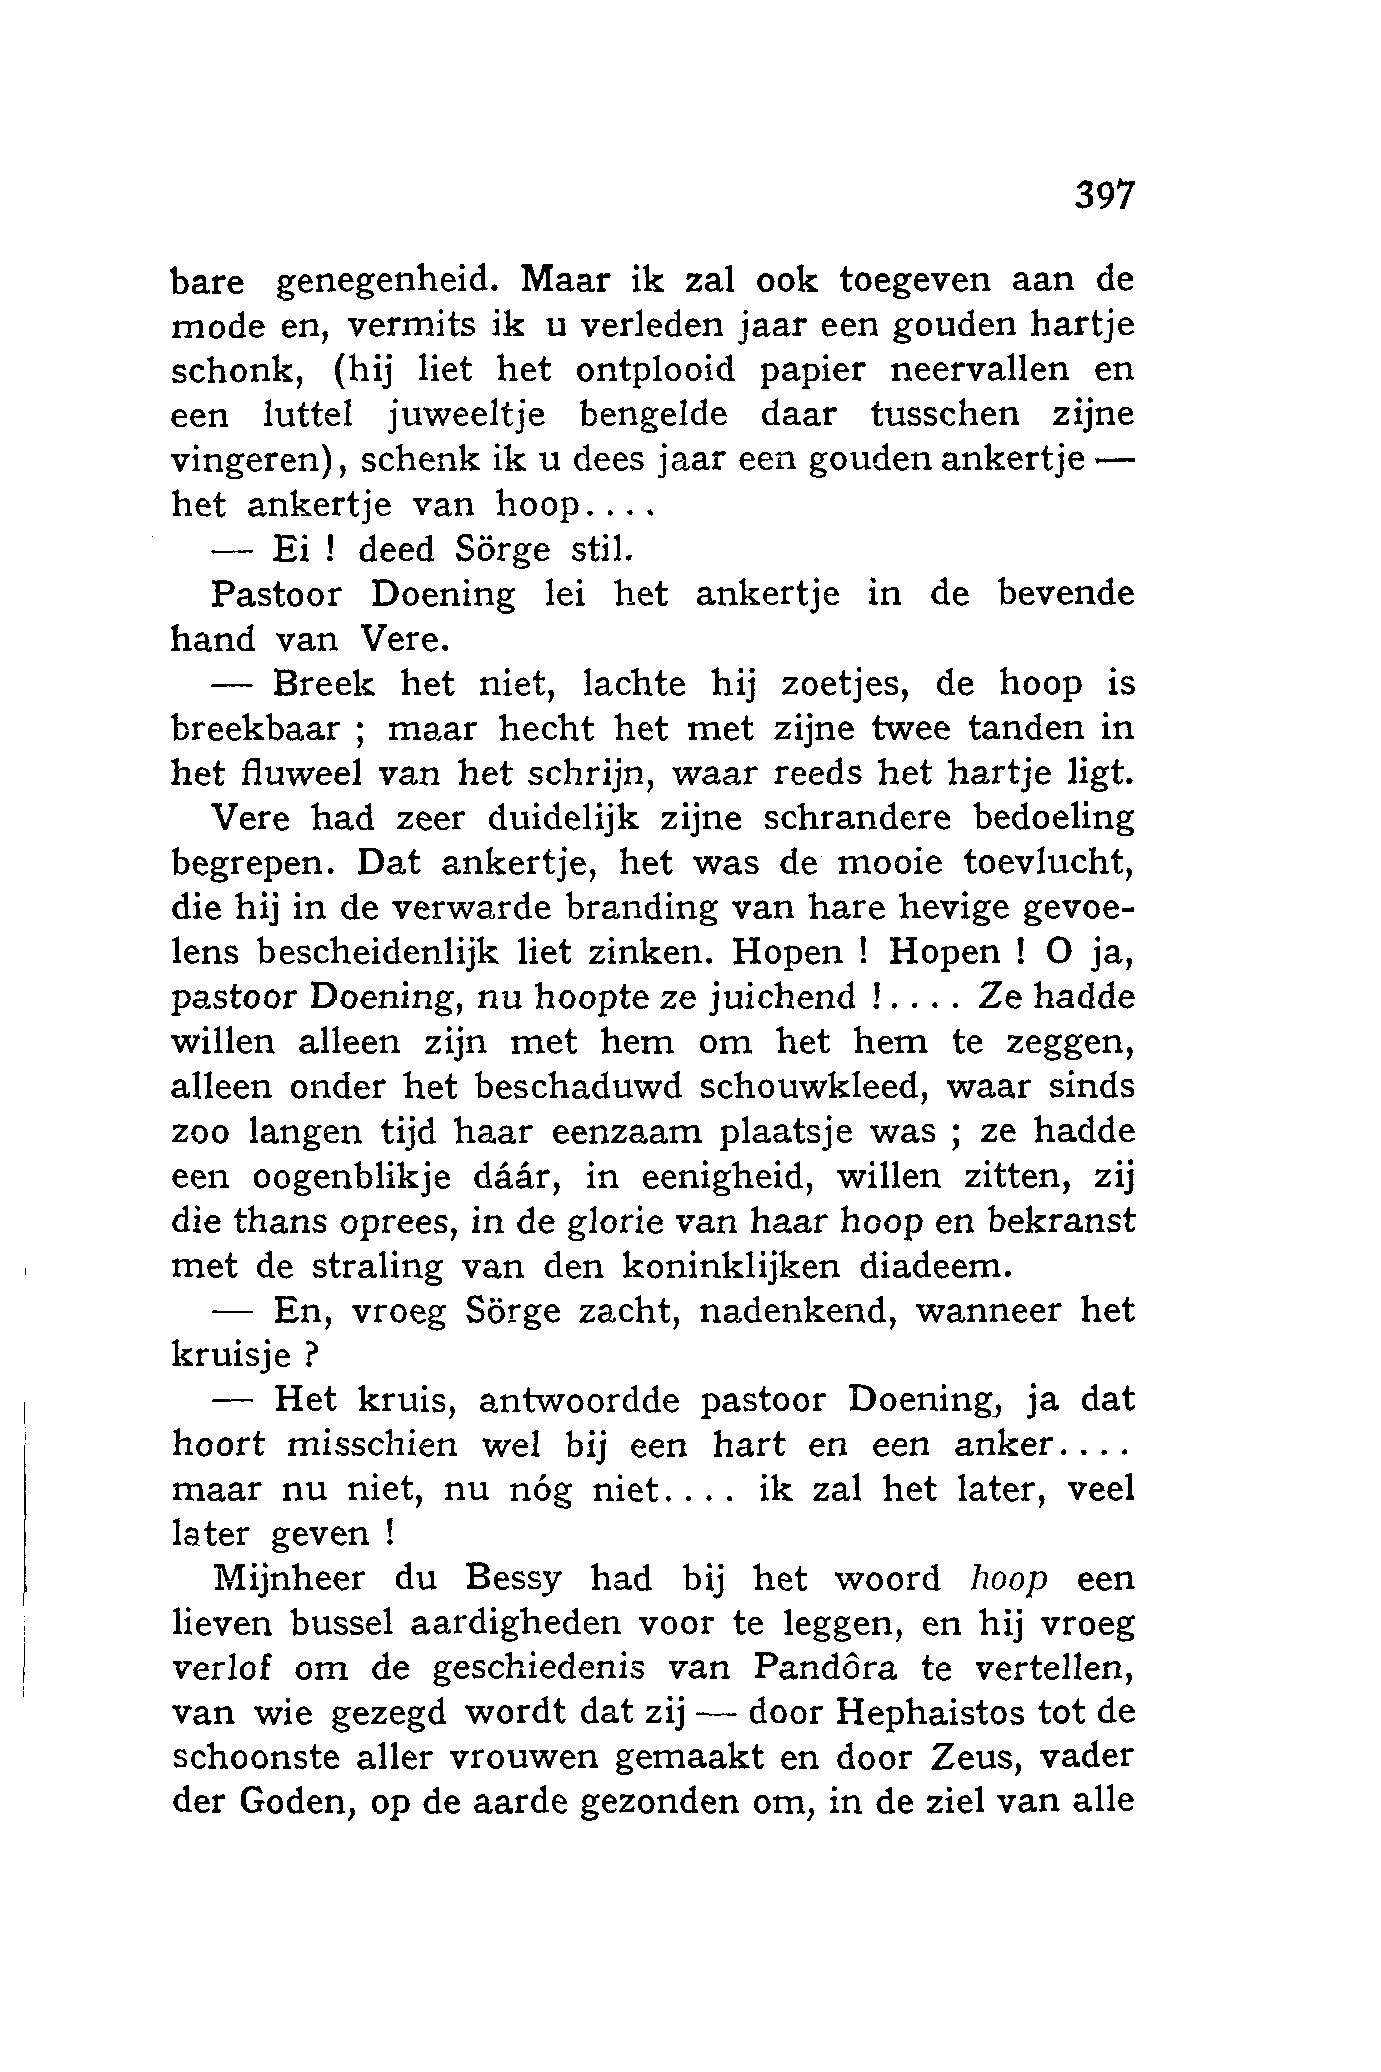 397
bare genegenheid. Maar ik zal ook toegeven aan de
mode en, vermits ik u verleden jaar een gouden hartje
schonk, (hij liet het ontplooid papier neervallen en
een luttel juweeltje bengelde daar tusschen zijne
vingeren), schenk ik u dees jaar een gouden ankertje —
het ankertje van hoop....
— Ei ! deed Sörge stil.
Pastoor Doening lei het ankertje in de bevende
hand van Vere.
— Breek het niet, lachte hij zoetjes, de hoop is
breekbaar ; maar hecht het met zijne twee tanden in
het fluweel van het schrijn, waar reeds het hartje ligt.
Vere had zeer duidelijk zijne schrandere bedoeling
begrepen. Dat ankertje, het was de mooie toevlucht,
die hij in de verwarde branding van hare hevige gevoe-
lens bescheidenlijk liet zinken. Hopen ! Hopen ! O ja,
pastoor Doening, nu hoopte ze juichend !.... Ze hadde
willen alleen zijn met hem om het hem te zeggen,
alleen onder het beschaduwd schouwkleed, waar sinds
zoo langen tijd haar eenzaam plaatsje was ; ze hadde
een oogenblikje dáár, in eenigheid, willen zitten, zij
die thans oprees, in de glorie van haar hoop en bekranst
met de straling van den koninklijken diadeem.
— En, vroeg Sörge zacht, nadenkend, wanneer het
kruisje ?
— Het kruis, antwoordde pastoor Doening, ja dat
hoort misschien wel bij een hart en een anker....
maar nu niet, nu nóg niet.... ik zal het later, veel
later geven !
Mijnheer du Bessy had bij het woord hoop een
lieven bussel aardigheden voor te leggen, en hij vroeg
verlof om de geschiedenis van Pandôra te vertellen,
van wie gezegd wordt dat zij — door Hephaistos tot de
schoonste aller vrouwen gemaakt en door Zeus, vader
der Goden, op de aarde gezonden om, in de ziel van alle